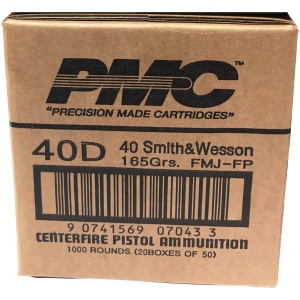 PMC™
"PRECISION MADE CARTRIDGES"
40D 40 Smith&Wesson
165Grs. FMJ-FP
9 0741569 07043 3
CENTERFIRE PISTOL AMMUNITION
1000 ROUNDS (20BOXES OF 50)